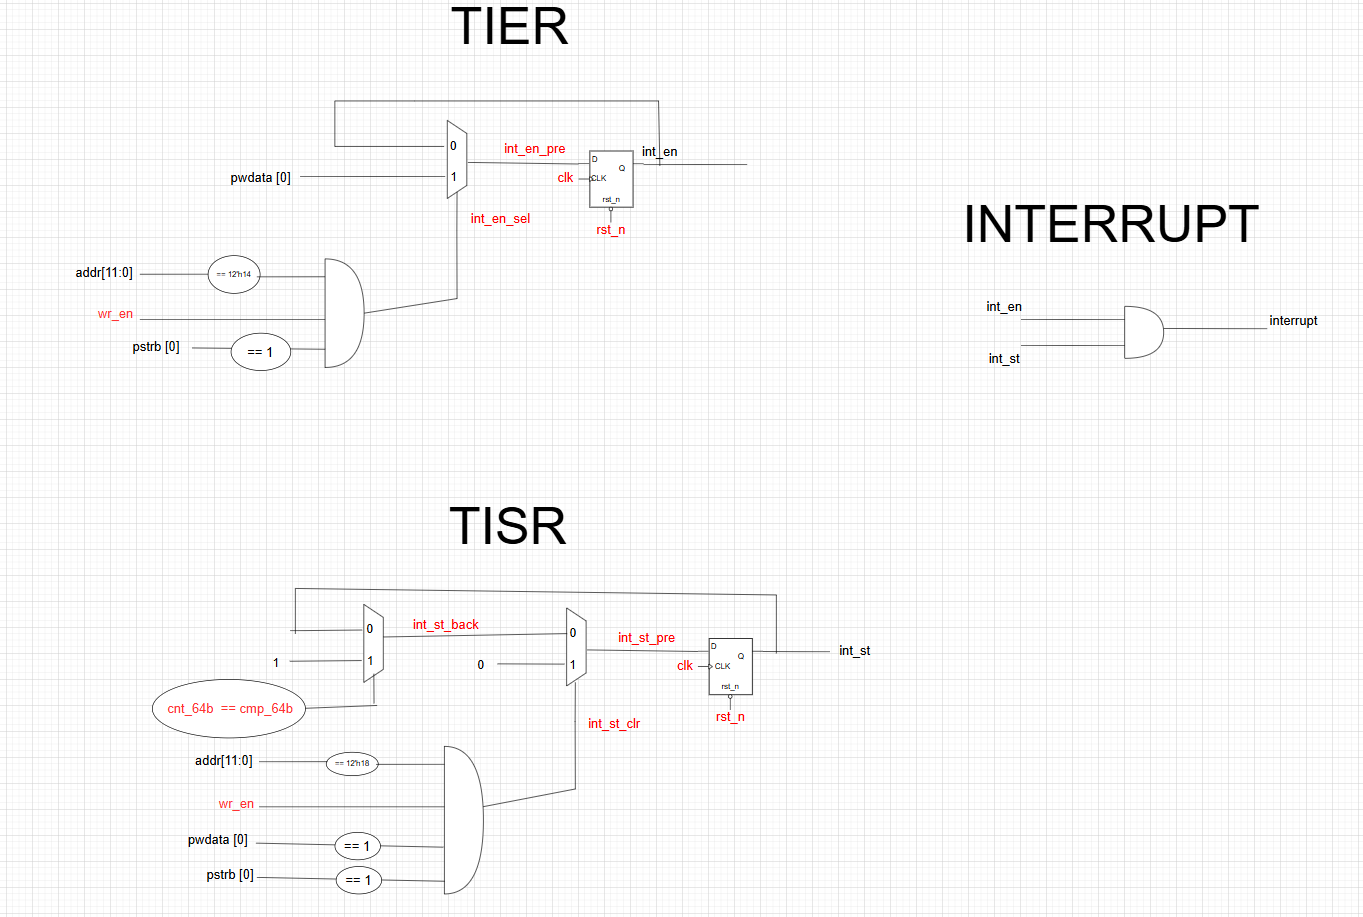 TIER
0
int_en_pre
int_en
D
Q
pwdata [0]
1
clk
CLK
rst_n
int_en_sel
rst_n
INTERRUPT
addr[11:0]
== 12'h14
wr_en
pstrb [0]
== 1
int_en
interrupt
int_st
TISR
0
int_st_back
0
int_st_pre
D
Q
int_st
1
1
0
1
clk
CLK
rst_n
cnt_64b == cmp_64b
rst_n
int_st_clr
addr[11:0]
== 12'h18
wr_en
pwdata [0]
== 1
pstrb [0]
== 1